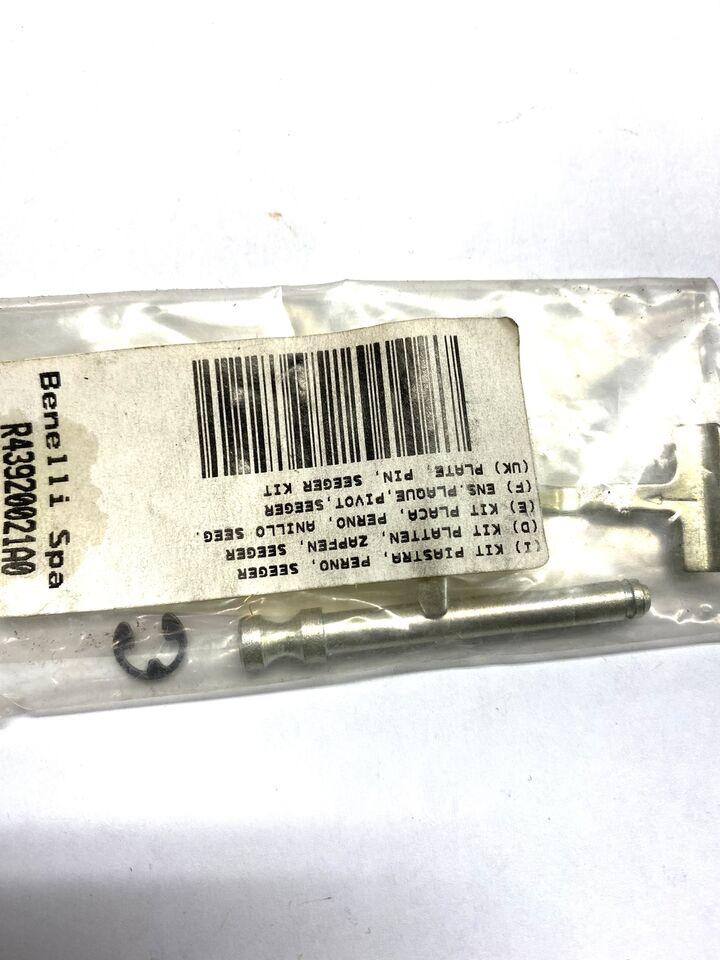 Benelli Spa
R439200021A0
(I) KIT PIASTRA, PERNO, SEEGER
(D) KIT PLATTEN, ZAPFEN, SEEGER
(E) KIT PLACA, PERNO, ANILLO SEEG.
(F) ENS.PLAQUE,PIVOT,SEEGER
(UK) PLATE, PIN, SEEGER KIT